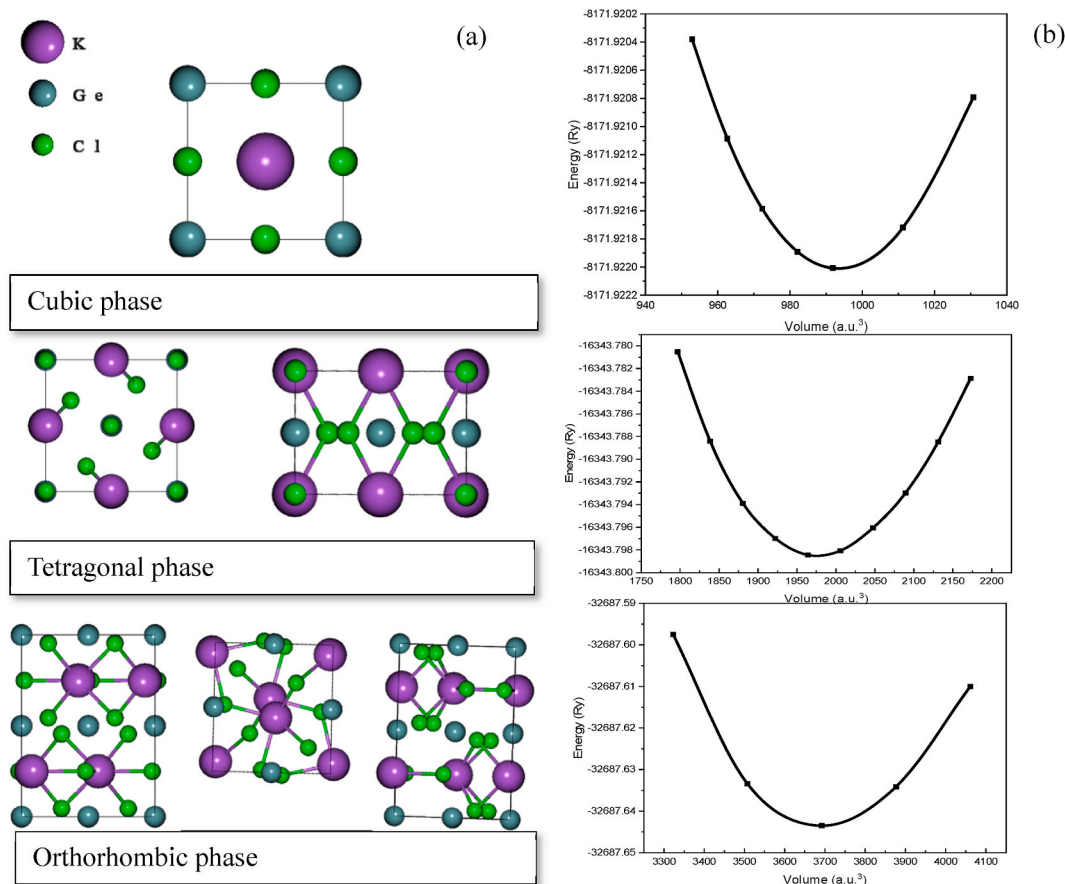 (a)
K
Ge
Cl
Cubic phase
Tetragonal phase
Orthorhombic phase
(b)
-8171.9202
-8171.9204
-8171.9206
-8171.9208
-8171.9210
-8171.9212
-8171.9214
-8171.9216
-8171.9218
-8171.9220
-8171.9222
Energy (Ry)
940 960 980 1000 1020 1040
Volume (a.u.³)
-16343.780
-16343.782
-16343.784
-16343.786
-16343.788
-16343.790
-16343.792
-16343.794
-16343.796
-16343.798
-16343.800
Energy (Ry)
1750 1800 1850 1900 1950 2000 2050 2100 2150 2200
Volume (a.u.³)
-32687.59
-32687.60
-32687.61
-32687.62
-32687.63
-32687.64
-32687.65
Energy (Ry)
3300 3400 3500 3600 3700 3800 3900 4000 4100
Volume (a.u.³)